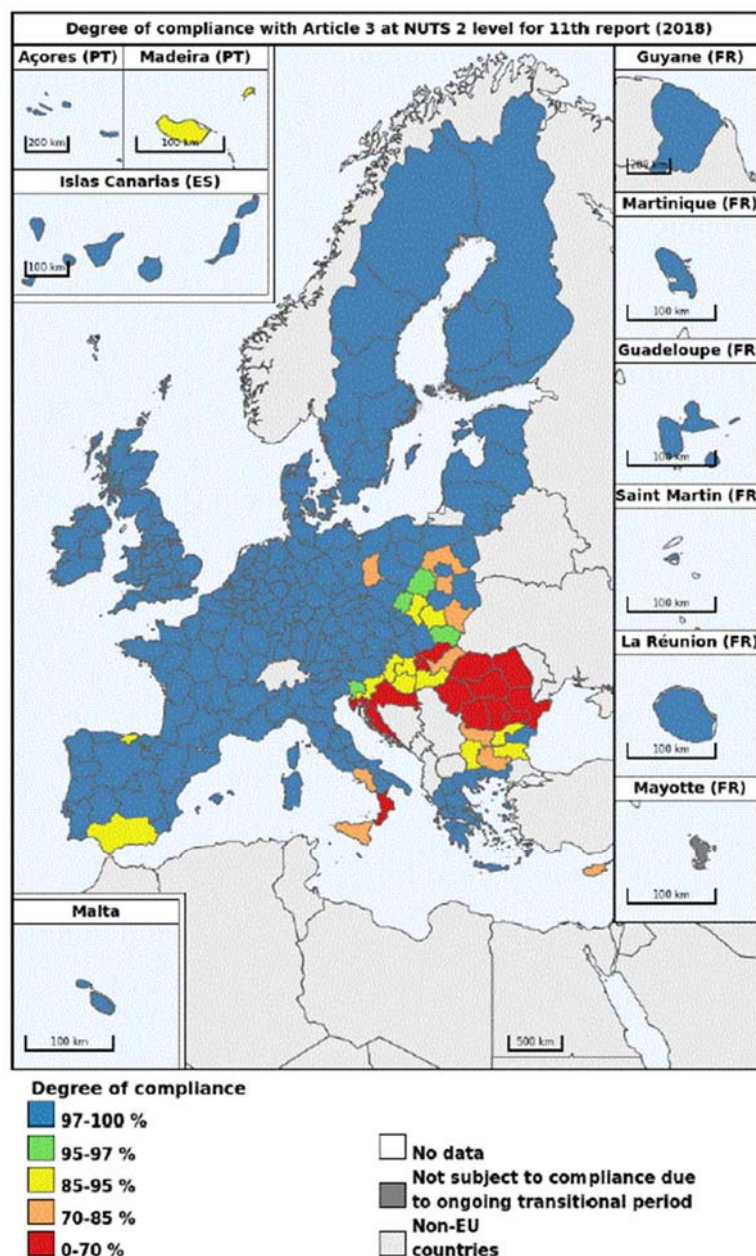 Degree of compliance with Article 3 at NUTS 2 level for 11th report (2018)
Açores (PT)
Madeira (PT)
Guyane (FR)
200 km
100 km
200 km
Islas Canarias (ES)
100 km
Martinique (FR)
100 km
Guadeloupe (FR
100 km
Saint Martin (FR
100 km
La Réunion (FR)
100 km
Mayotte (FR)
100 km
Malta
100 km
500 km
Degree of compliance
97-100 %
95-97 %
85-95 %
70-85 %
0-70 %
No data
Not subject to compliance due
to ongoing transitional period
Non-EU
countries